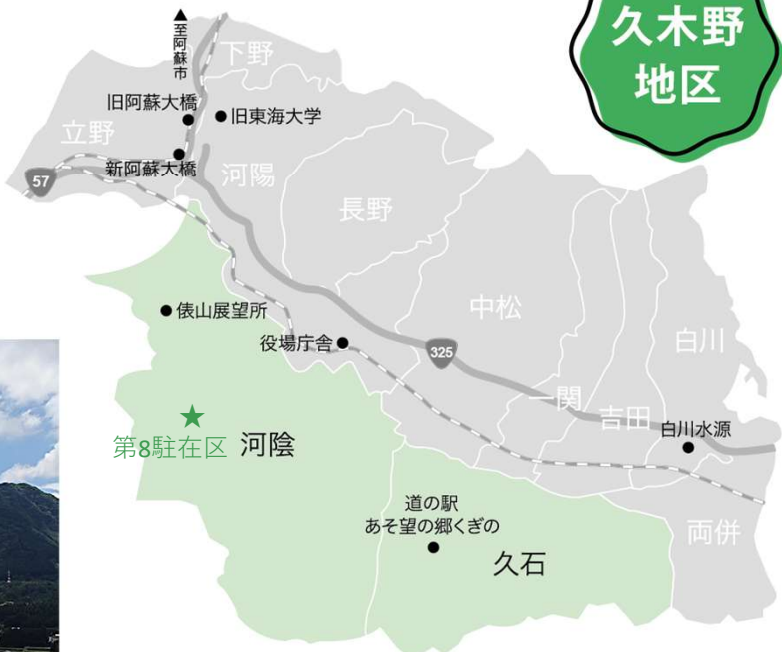 久木野
地区
▲至阿蘇市
下野
旧阿蘇大橋
旧東海大学
立野
新阿蘇大橋
57
河陽
長野
俵山展望所
中松
役場庁舎
325
白川
一関
吉田
白川水源
★
第8駐在区
河陰
道の駅
あそ望の郷くぎの
久石
両併